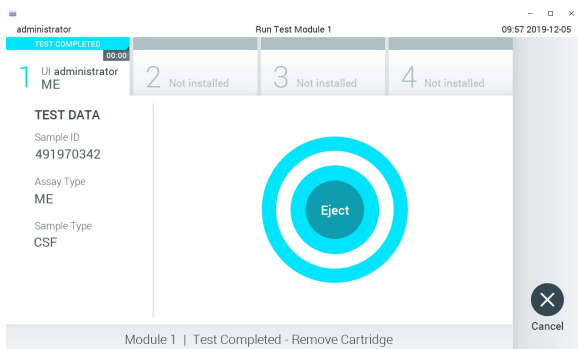 administrator Run Test Module 1 09:57 2019-12-05
TEST COMPLETED
00:00
1 UI administrator
ME
2 Not installed
3 Not installed
4 Not installed
TEST DATA
Sample ID
491970342
Assay Type
ME
Sample Type
CSF
Eject
Cancel
Module 1 | Test Completed - Remove Cartridge